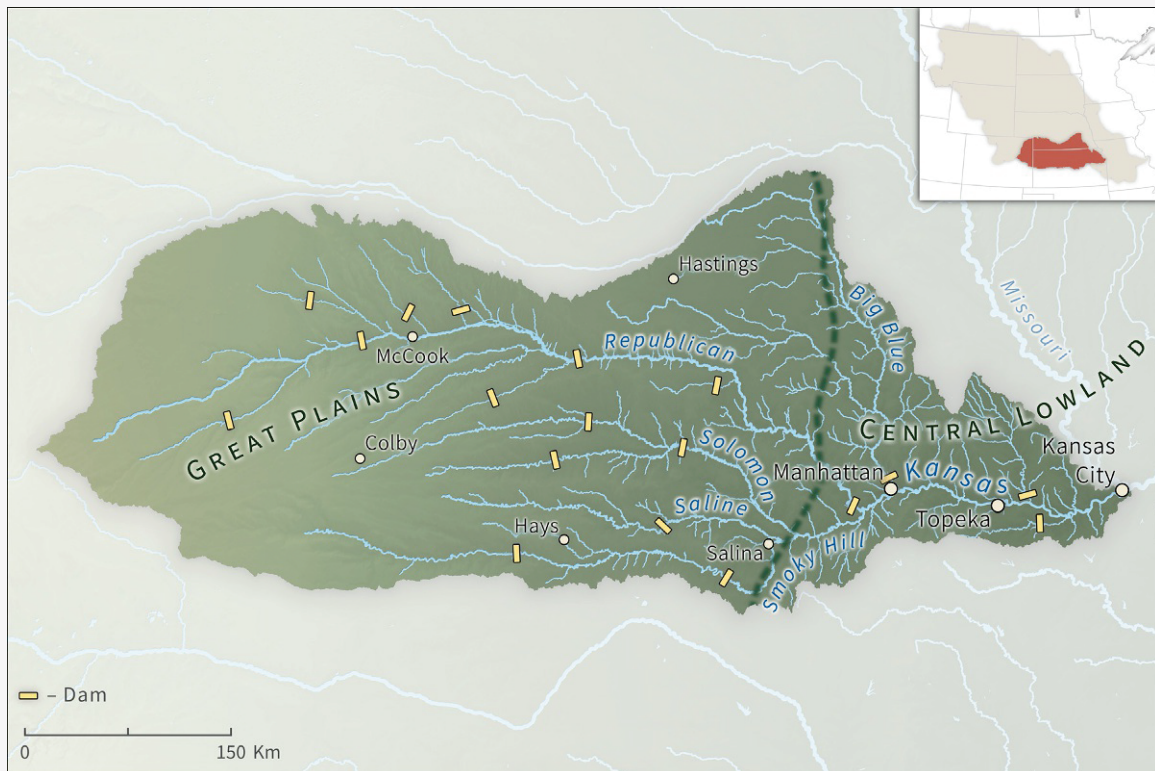 Hastings
Big Blue
Missouri
Republican
McCook
GREAT PLAINS
CENTRAL LOWLAND
Colby
Solomon
Manhattan
Kansas
Kansas
City
Saline
Topeka
Hays
Salina
Smoky Hill
– Dam
0
150 Km